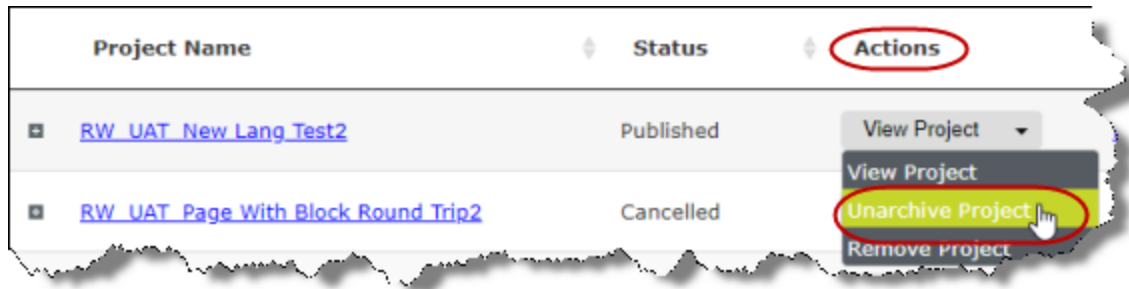 Project Name Status Actions
RW_UAT_New Lang Test2 Published View Project
View Project
RW_UAT_Page With Block Round Trip2 Cancelled Unarchive Project
Remove Project